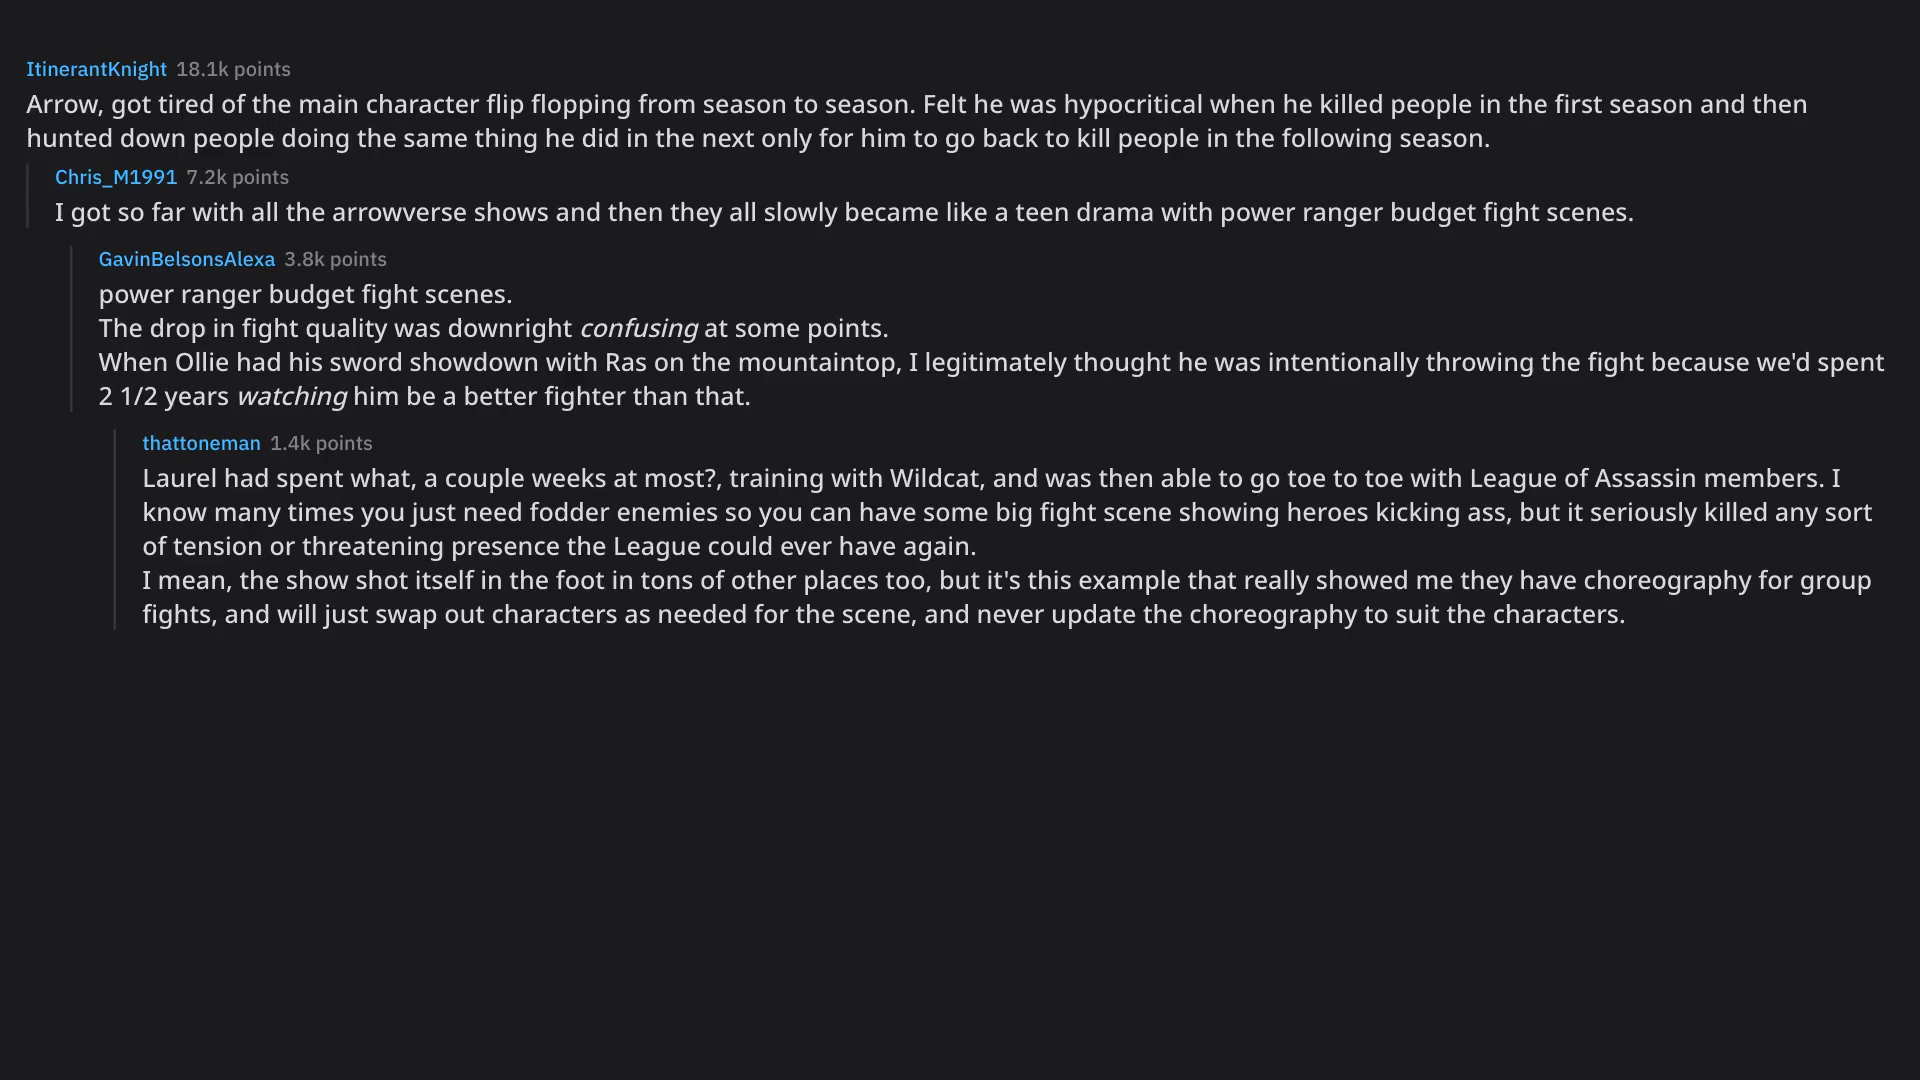 ItinerantKnight 18.1k points
Arrow, got tired of the main character flip flopping from season to season. Felt he was hypocritical when he killed people in the first season and then
hunted down people doing the same thing he did in the next only for him to go back to kill people in the following season.
Chris_M1991 7.2k points
I got so far with all the arrowverse shows and then they all slowly became like a teen drama with power ranger budget fight scenes.
GavinBelsonsAlexa 3.8k points
power ranger budget fight scenes.
The drop in fight quality was downright confusing at some points.
When Ollie had his sword showdown with Ras on the mountaintop, I legitimately thought he was intentionally throwing the fight because we'd spent
2 1/2 years watching him be a better fighter than that.
thattoneman 1.4k points
Laurel had spent what, a couple weeks at most?, training with Wildcat, and was then able to go toe to toe with League of Assassin members. I
know many times you just need fodder enemies so you can have some big fight scene showing heroes kicking ass, but it seriously killed any sort
of tension or threatening presence the League could ever have again.
I mean, the show shot itself in the foot in tons of other places too, but it's this example that really showed me they have choreography for group
fights, and will just swap out characters as needed for the scene, and never update the choreography to suit the characters.